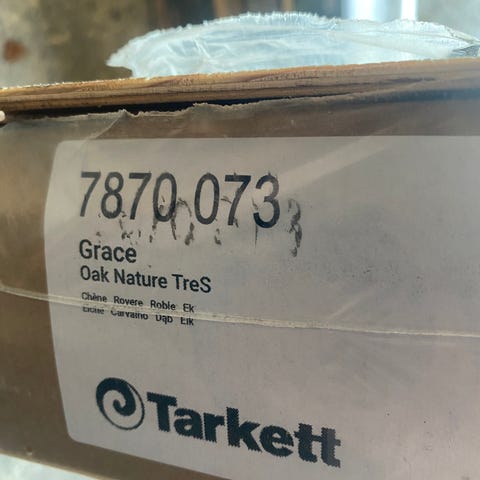 7870 073
Grace
Oak Nature TreS
Chêne Rovere Roble Ek
Eiche Carvalho Dąb Eik
Tarkett